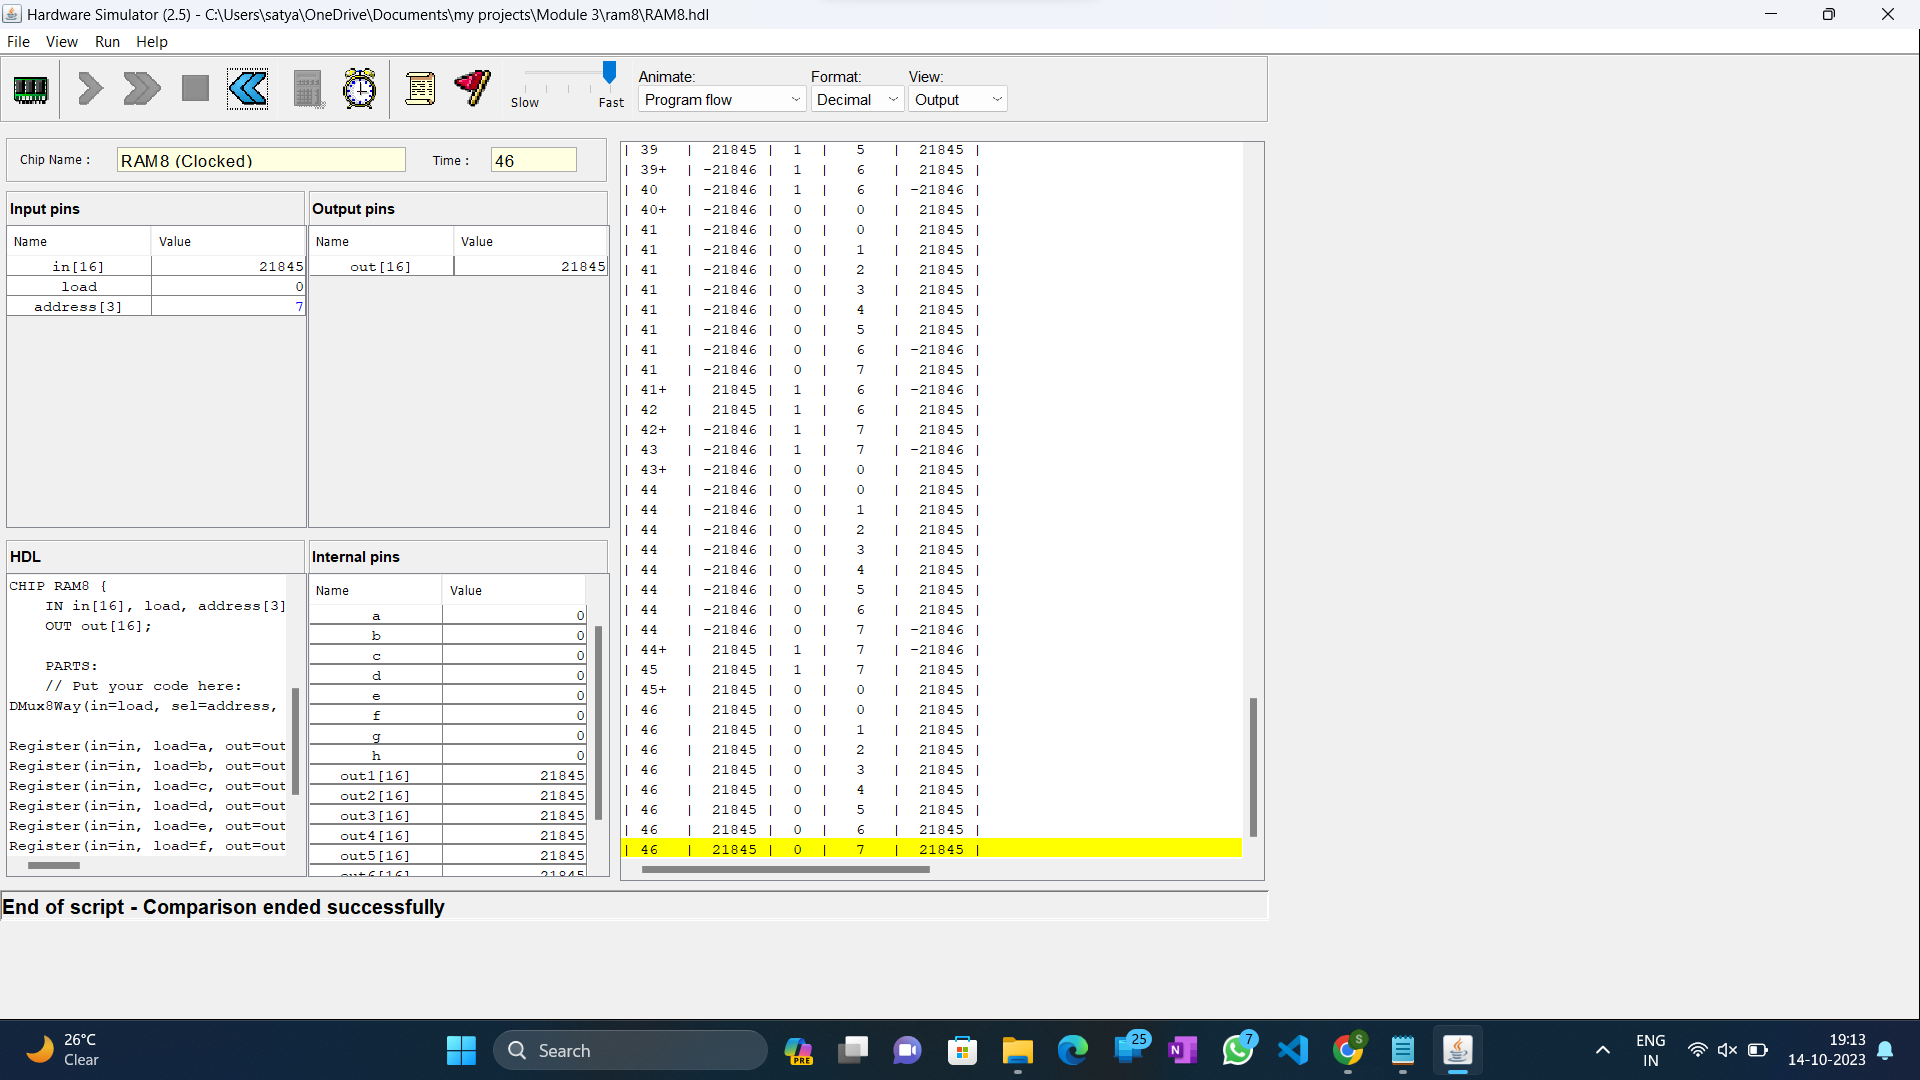 Hardware Simulator (2.5) - C:\Users\satya\OneDrive\Documents\my projects\Module 3\ram8\RAM8.hdl
File View Run Help
Slow Fast
Animate: Format: View:
Program flow Decimal Output
Chip Name : RAM8 (Clocked) Time : 46
Input pins
Name Value
in[16] 21845
load 0
address[3] 7
Output pins
Name Value
out[16] 21845
HDL
CHIP RAM8 {
IN in[16], load, address[3]
OUT out[16];
PARTS:
// Put your code here:
DMux8Way(in=load, sel=address,
Register(in=in, load=a, out=out
Register(in=in, load=b, out=out
Register(in=in, load=c, out=out
Register(in=in, load=d, out=out
Register(in=in, load=e, out=out
Register(in=in, load=f, out=out
Internal pins
Name Value
a 0
b 0
c 0
d 0
e 0
f 0
g 0
h 0
out1[16] 21845
out2[16] 21845
out3[16] 21845
out4[16] 21845
out5[16] 21845
out6[16] 21845
| 39 | 21845 | 1 | 5 | 21845 |
| 39+ | -21846 | 1 | 6 | 21845 |
| 40 | -21846 | 1 | 6 | -21846 |
| 40+ | -21846 | 0 | 0 | 21845 |
| 41 | -21846 | 0 | 0 | 21845 |
| 41 | -21846 | 0 | 1 | 21845 |
| 41 | -21846 | 0 | 2 | 21845 |
| 41 | -21846 | 0 | 3 | 21845 |
| 41 | -21846 | 0 | 4 | 21845 |
| 41 | -21846 | 0 | 5 | 21845 |
| 41 | -21846 | 0 | 6 | -21846 |
| 41 | -21846 | 0 | 7 | 21845 |
| 41+ | 21845 | 1 | 6 | -21846 |
| 42 | 21845 | 1 | 6 | 21845 |
| 42+ | -21846 | 1 | 7 | 21845 |
| 43 | -21846 | 1 | 7 | -21846 |
| 43+ | -21846 | 0 | 0 | 21845 |
| 44 | -21846 | 0 | 0 | 21845 |
| 44 | -21846 | 0 | 1 | 21845 |
| 44 | -21846 | 0 | 2 | 21845 |
| 44 | -21846 | 0 | 3 | 21845 |
| 44 | -21846 | 0 | 4 | 21845 |
| 44 | -21846 | 0 | 5 | 21845 |
| 44 | -21846 | 0 | 6 | 21845 |
| 44 | -21846 | 0 | 7 | -21846 |
| 44+ | 21845 | 1 | 7 | -21846 |
| 45 | 21845 | 1 | 7 | 21845 |
| 45+ | 21845 | 0 | 0 | 21845 |
| 46 | 21845 | 0 | 0 | 21845 |
| 46 | 21845 | 0 | 1 | 21845 |
| 46 | 21845 | 0 | 2 | 21845 |
| 46 | 21845 | 0 | 3 | 21845 |
| 46 | 21845 | 0 | 4 | 21845 |
| 46 | 21845 | 0 | 5 | 21845 |
| 46 | 21845 | 0 | 6 | 21845 |
| 46 | 21845 | 0 | 7 | 21845 |
End of script - Comparison ended successfully
26°C
Clear
Search
PRE
25
N
7
S
ENG
IN
19:13
14-10-2023